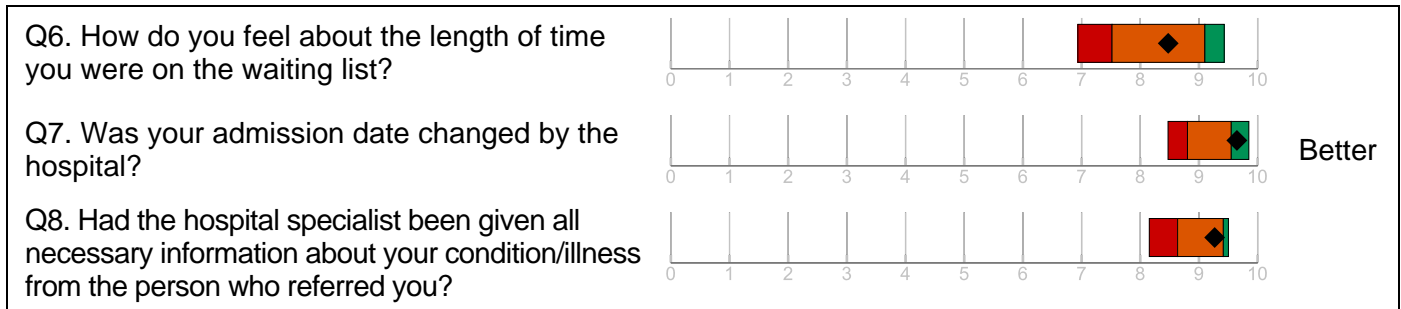 Q6. How do you feel about the length of time
you were on the waiting list?
0 1 2 3 4 5 6 7 8 9 10
Q7. Was your admission date changed by the
hospital?
0 1 2 3 4 5 6 7 8 9 10
Better
Q8. Had the hospital specialist been given all
necessary information about your condition/illness
from the person who referred you?
0 1 2 3 4 5 6 7 8 9 10